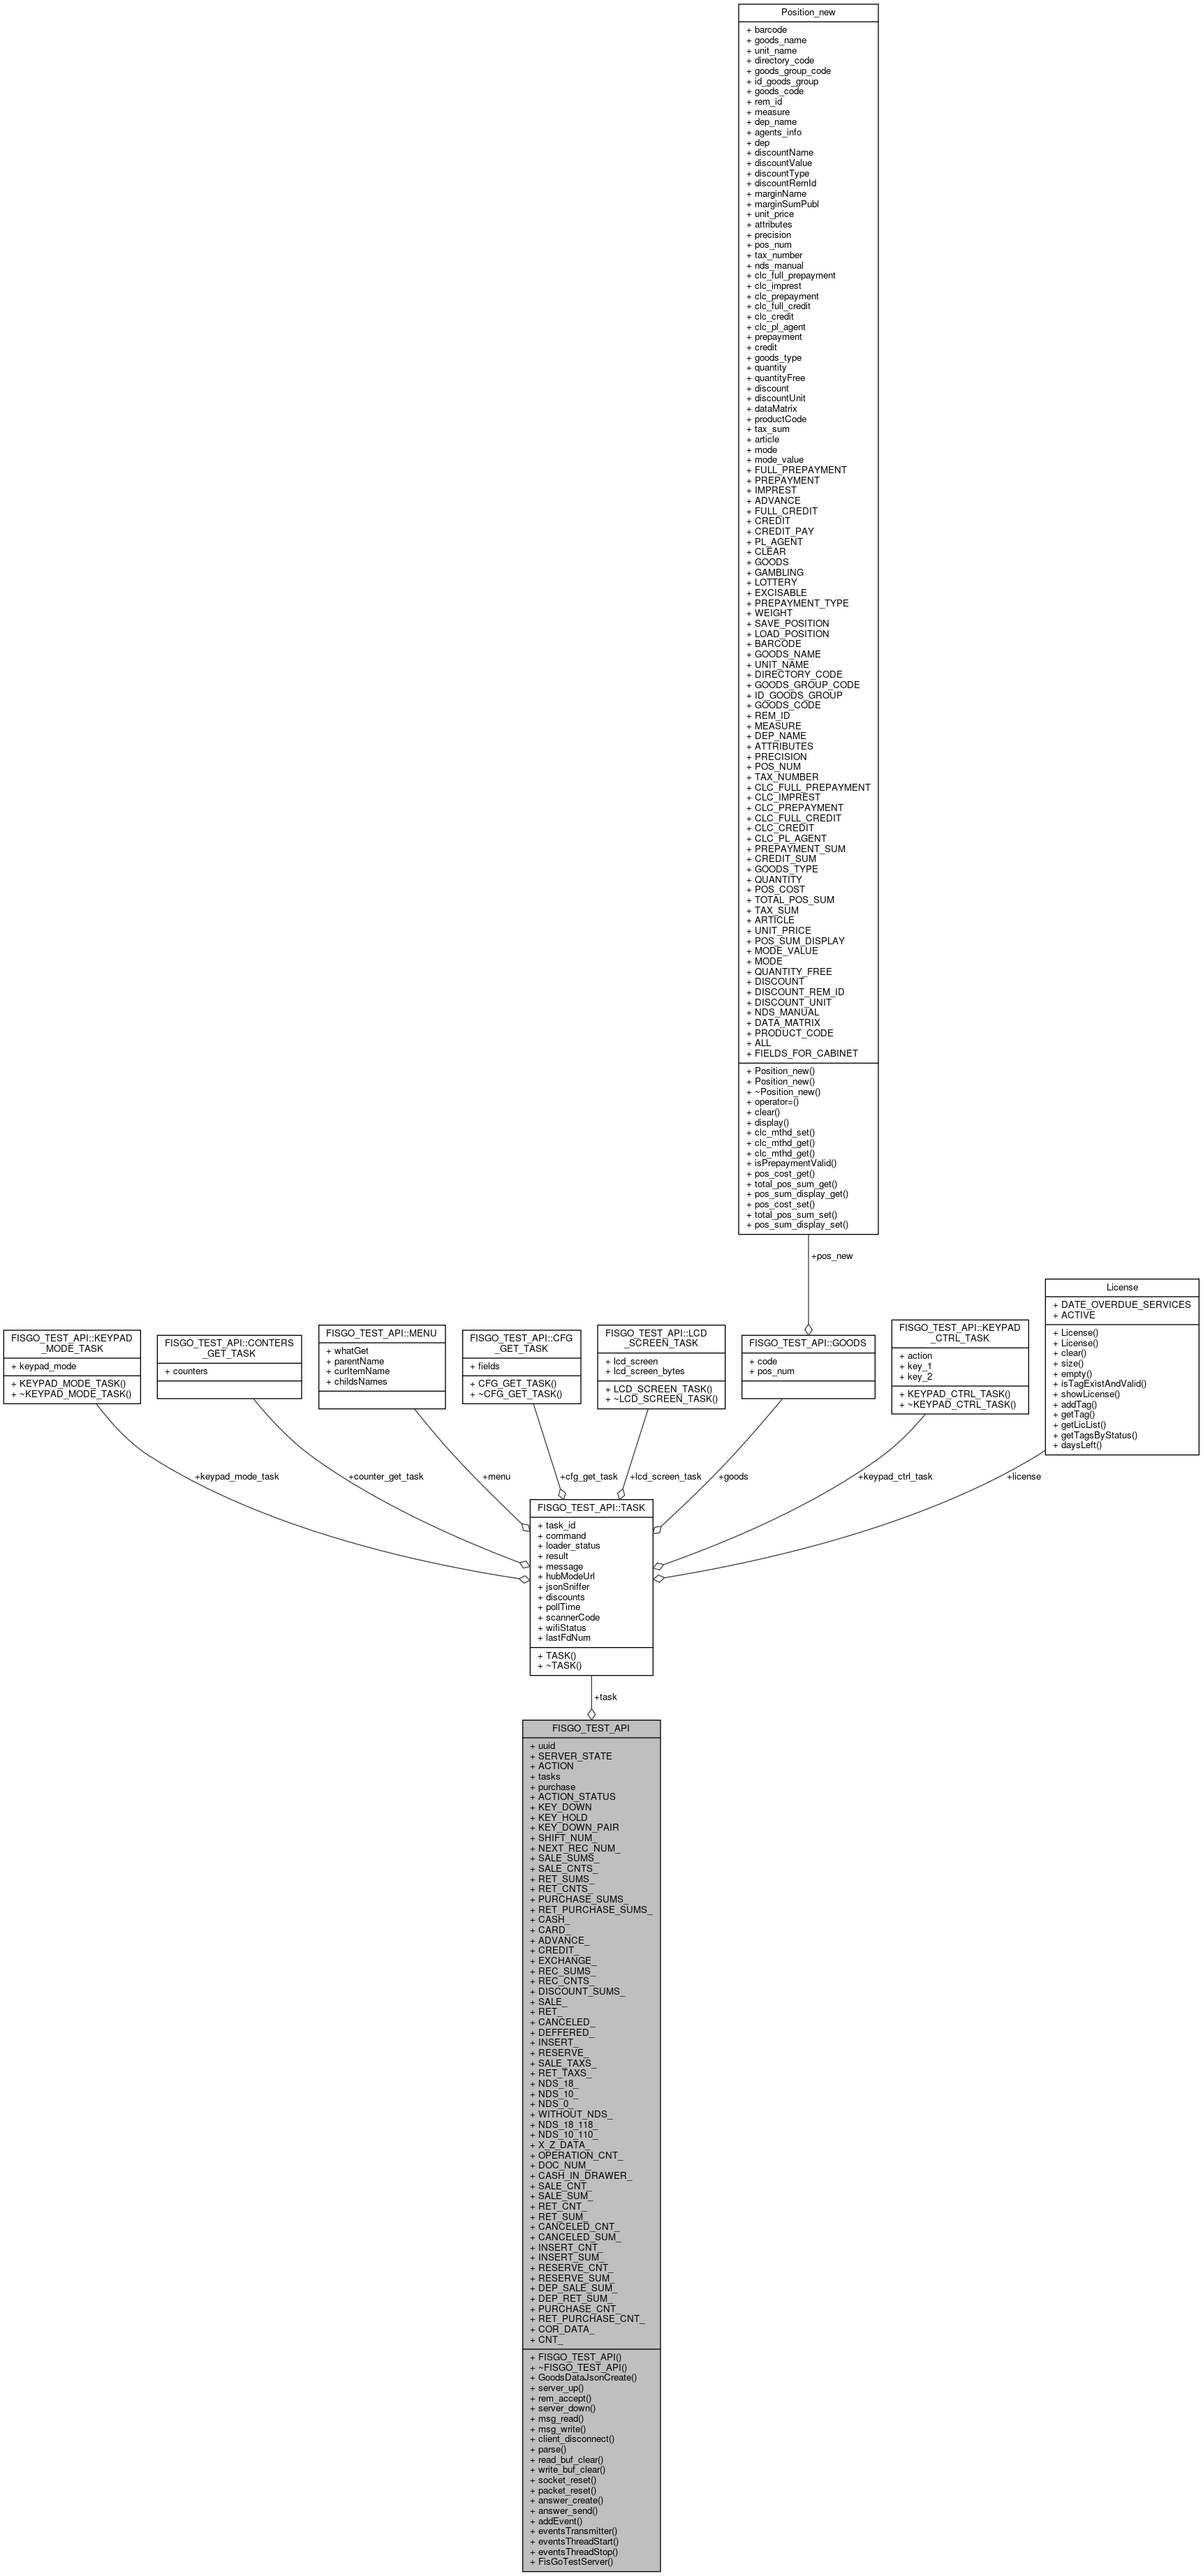 Position_new
+ barcode
+ goods_name
+ unit_name
+ directory_code
+ goods_group_code
+ id_goods_group
+ goods_code
+ rem_id
+ measure
+ dep_name
+ agents_info
+ dep
+ discountName
+ discountValue
+ discountType
+ discountRemId
+ marginName
+ marginSumPubl
+ unit_price
+ attributes
+ precision
+ pos_num
+ tax_number
+ nds_manual
+ clc_full_prepayment
+ clc_imprest
+ clc_prepayment
+ clc_full_credit
+ clc_credit
+ clc_pl_agent
+ prepayment
+ credit
+ goods_type
+ quantity
+ quantityFree
+ discount
+ discountUnit
+ dataMatrix
+ productCode
+ tax_sum
+ article
+ mode
+ mode_value
+ FULL_PREPAYMENT
+ PREPAYMENT
+ IMPREST
+ ADVANCE
+ FULL_CREDIT
+ CREDIT
+ CREDIT_PAY
+ PL_AGENT
+ CLEAR
+ GOODS
+ GAMBLING
+ LOTTERY
+ EXCISABLE
+ PREPAYMENT_TYPE
+ WEIGHT
+ SAVE_POSITION
+ LOAD_POSITION
+ BARCODE
+ GOODS_NAME
+ UNIT_NAME
+ DIRECTORY_CODE
+ GOODS_GROUP_CODE
+ ID_GOODS_GROUP
+ GOODS_CODE
+ REM_ID
+ MEASURE
+ DEP_NAME
+ ATTRIBUTES
+ PRECISION
+ POS_NUM
+ TAX_NUMBER
+ CLC_FULL_PREPAYMENT
+ CLC_IMPREST
+ CLC_PREPAYMENT
+ CLC_FULL_CREDIT
+ CLC_CREDIT
+ CLC_PL_AGENT
+ PREPAYMENT_SUM
+ CREDIT_SUM
+ GOODS_TYPE
+ QUANTITY
+ POS_COST
+ TOTAL_POS_SUM
+ TAX_SUM
+ ARTICLE
+ UNIT_PRICE
+ POS_SUM_DISPLAY
+ MODE_VALUE
+ MODE
+ QUANTITY_FREE
+ DISCOUNT
+ DISCOUNT_REM_ID
+ DISCOUNT_UNIT
+ NDS_MANUAL
+ DATA_MATRIX
+ PRODUCT_CODE
+ ALL
+ FIELDS_FOR_CABINET
+ Position_new()
+ Position_new()
+ ~Position_new()
+ operator=()
+ clear()
+ display()
+ clc_mthd_set()
+ clc_mthd_get()
+ clc_mthd_get()
+ isPrepaymentValid()
+ pos_cost_get()
+ total_pos_sum_get()
+ pos_sum_display_get()
+ pos_cost_set()
+ total_pos_sum_set()
+ pos_sum_display_set()
+pos_new
FISGO_TEST_API::KEYPAD
_MODE_TASK
+ keypad_mode
+ KEYPAD_MODE_TASK()
+ ~KEYPAD_MODE_TASK()
FISGO_TEST_API::CONTERS
_GET_TASK
+ counters
FISGO_TEST_API::MENU
+ whatGet
+ parentName
+ curItemName
+ childsNames
FISGO_TEST_API::CFG
_GET_TASK
+ fields
+ CFG_GET_TASK()
+ ~CFG_GET_TASK()
FISGO_TEST_API::LCD
_SCREEN_TASK
+ lcd_screen
+ lcd_screen_bytes
+ LCD_SCREEN_TASK()
+ ~LCD_SCREEN_TASK()
FISGO_TEST_API::GOODS
+ code
+ pos_num
FISGO_TEST_API::KEYPAD
_CTRL_TASK
+ action
+ key_1
+ key_2
+ KEYPAD_CTRL_TASK()
+ ~KEYPAD_CTRL_TASK()
License
+ DATE_OVERDUE_SERVICES
+ ACTIVE
+ License()
+ License()
+ clear()
+ size()
+ empty()
+ isTagExistAndValid()
+ showLicense()
+ addTag()
+ getTag()
+ getLicList()
+ getTagsByStatus()
+ daysLeft()
+keypad_mode_task
+counter_get_task
+menu
+cfg_get_task
+lcd_screen_task
+goods
+keypad_ctrl_task
+license
FISGO_TEST_API::TASK
+ task_id
+ command
+ loader_status
+ result
+ message
+ hubModeUrl
+ jsonSniffer
+ discounts
+ pollTime
+ scannerCode
+ wifiStatus
+ lastFdNum
+ TASK()
+ ~TASK()
+task
FISGO_TEST_API
+ uuid
+ SERVER_STATE
+ ACTION
+ tasks
+ purchase
+ ACTION_STATUS
+ KEY_DOWN
+ KEY_HOLD
+ KEY_DOWN_PAIR
+ SHIFT_NUM_
+ NEXT_REC_NUM_
+ SALE_SUMS_
+ SALE_CNTS_
+ RET_SUMS_
+ RET_CNTS_
+ PURCHASE_SUMS_
+ RET_PURCHASE_SUMS_
+ CASH_
+ CARD_
+ ADVANCE_
+ CREDIT_
+ EXCHANGE_
+ REC_SUMS_
+ REC_CNTS_
+ DISCOUNT_SUMS_
+ SALE_
+ RET_
+ CANCELED_
+ DEFFERED_
+ INSERT_
+ RESERVE_
+ SALE_TAXS_
+ RET_TAXS_
+ NDS_18_
+ NDS_10_
+ NDS_0_
+ WITHOUT_NDS_
+ NDS_18_118_
+ NDS_10_110_
+ X_Z_DATA_
+ OPERATION_CNT_
+ DOC_NUM_
+ CASH_IN_DRAWER_
+ SALE_CNT_
+ SALE_SUM_
+ RET_CNT_
+ RET_SUM_
+ CANCELED_CNT_
+ CANCELED_SUM_
+ INSERT_CNT_
+ INSERT_SUM_
+ RESERVE_CNT_
+ RESERVE_SUM_
+ DEP_SALE_SUM_
+ DEP_RET_SUM_
+ PURCHASE_CNT_
+ RET_PURCHASE_CNT_
+ COR_DATA_
+ CNT_
+ FISGO_TEST_API()
+ ~FISGO_TEST_API()
+ GoodsDataJsonCreate()
+ server_up()
+ rem_accept()
+ server_down()
+ msg_read()
+ msg_write()
+ client_disconnect()
+ parse()
+ read_buf_clear()
+ write_buf_clear()
+ socket_reset()
+ packet_reset()
+ answer_create()
+ answer_send()
+ addEvent()
+ eventsTransmitter()
+ eventsThreadStart()
+ eventsThreadStop()
+ FisGoTestServer()